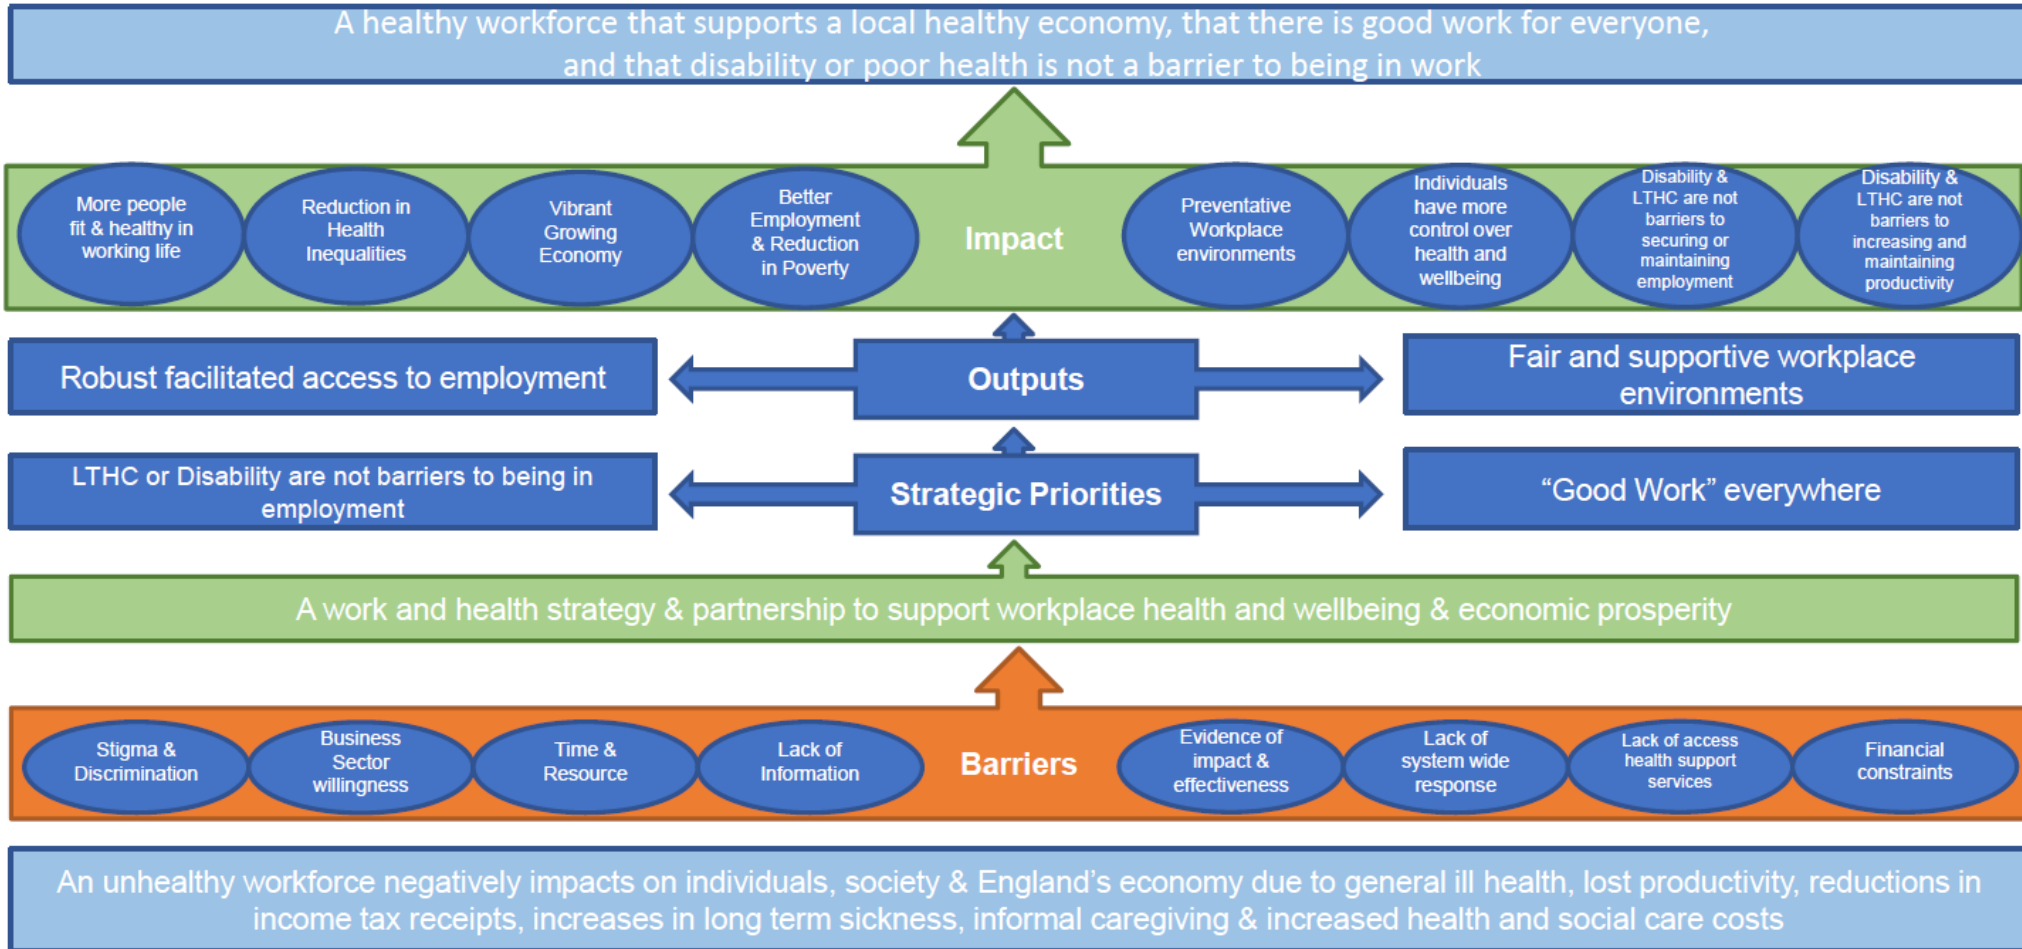 A healthy workforce that supports a local healthy economy, that there is good work for everyone,
and that disability or poor health is not a barrier to being in work
More people
fit & healthy in
working life
Reduction in
Health
Inequalities
Vibrant
Growing
Economy
Better
Employment
& Reduction
in Poverty
Impact
Preventative
Workplace
environments
Individuals
have more
control over
health and
wellbeing
Disability &
LTHC are not
barriers to
securing or
maintaining
employment
Disability &
LTHC are not
barriers to
increasing and
maintaining
productivity
Robust facilitated access to employment
Outputs
Fair and supportive workplace
environments
LTHC or Disability are not barriers to being in
employment
Strategic Priorities
“Good Work” everywhere
A work and health strategy & partnership to support workplace health and wellbeing & economic prosperity
Stigma &
Discrimination
Business
Sector
willingness
Time &
Resource
Lack of
Information
Barriers
Evidence of
impact &
effectiveness
Lack of
system wide
response
Lack of access
health support
services
Financial
constraints
An unhealthy workforce negatively impacts on individuals, society & England’s economy due to general ill health, lost productivity, reductions in
income tax receipts, increases in long term sickness, informal caregiving & increased health and social care costs